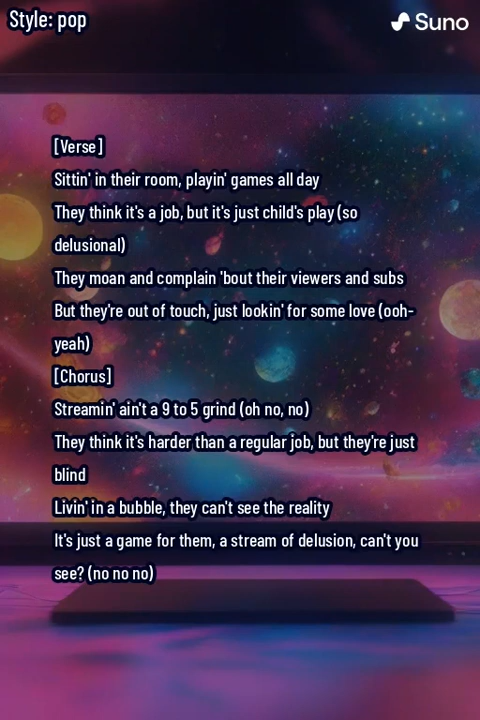 Style: pop
Suno
[Verse]
Sittin' in their room, playin' games all day
They think it's a job, but it's just child's play (so
delusional)
They moan and complain 'bout their viewers and subs
But they're out of touch, just lookin' for some love (ooh-
yeah)
[Chorus]
Streamin' ain't a 9 to 5 grind (oh no, no)
They think it's harder than a regular job, but they're just
blind
Livin' in a bubble, they can't see the reality
It's just a game for them, a stream of delusion, can't you
see? (no no no)